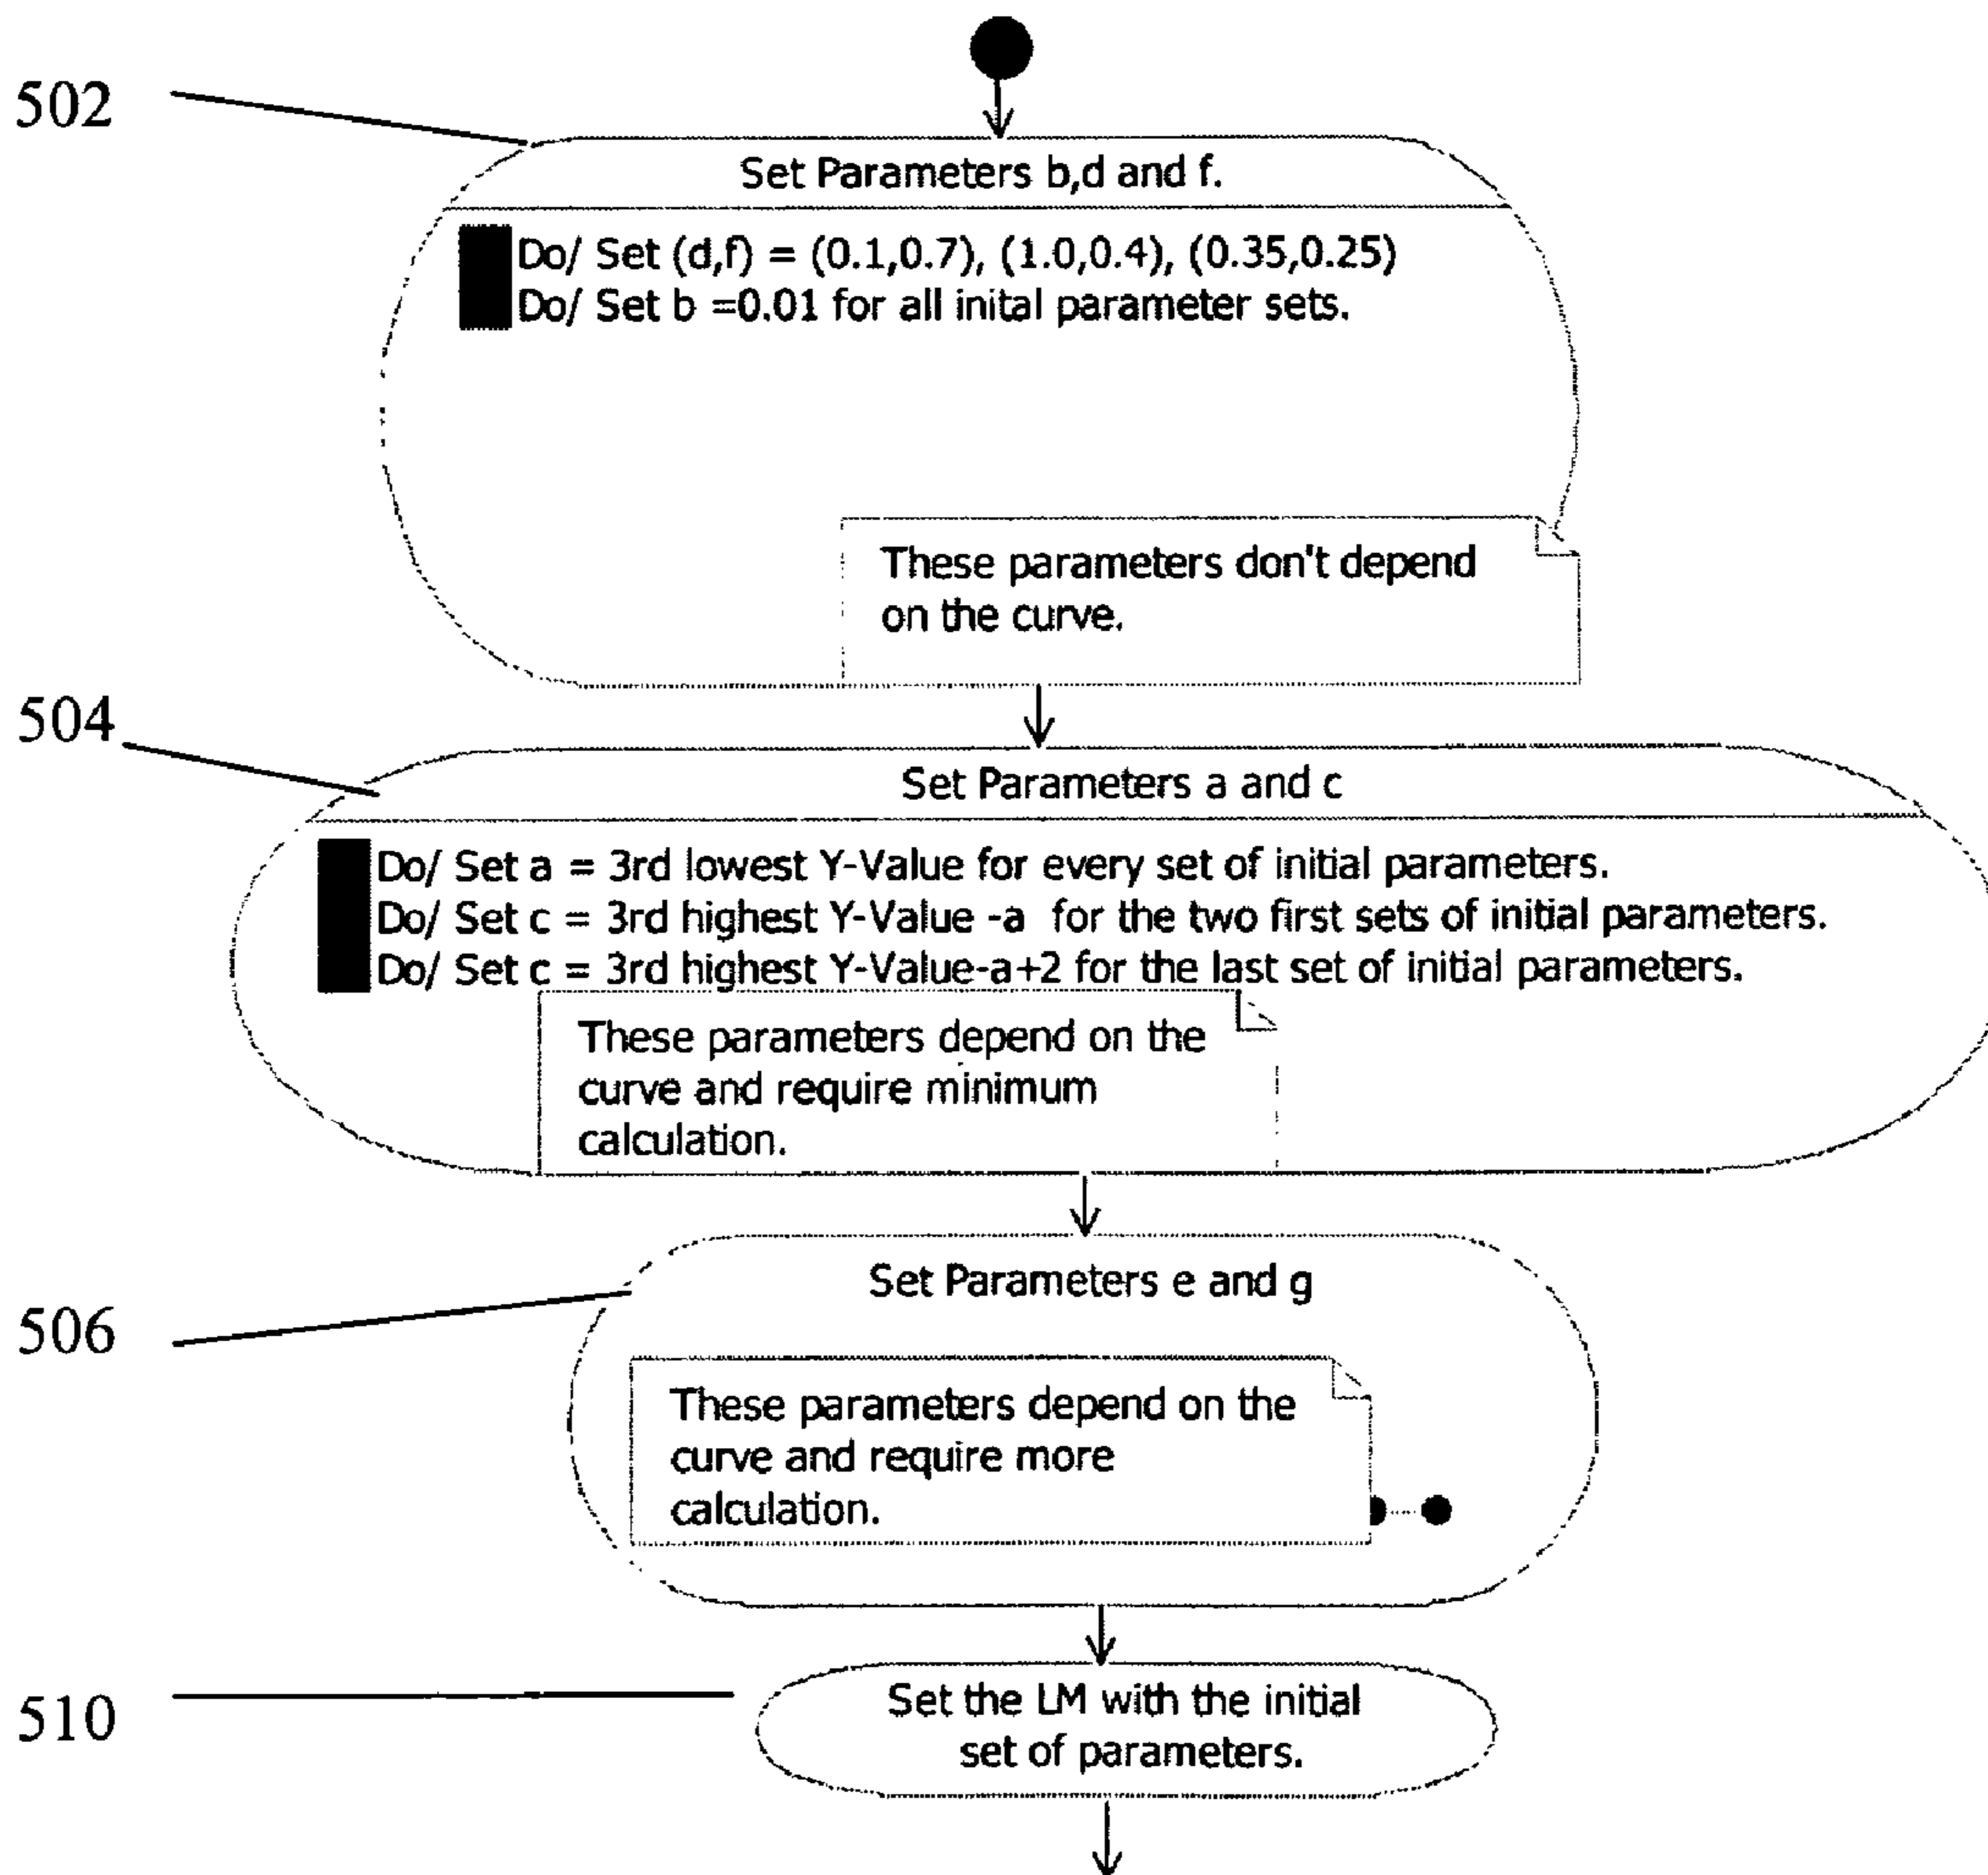 502
Set Parameters b,d and f.
Do/ Set (d,f) = (0.1,0.7), (1.0,0.4), (0.35,0.25)
Do/ Set b =0.01 for all inital parameter sets.
These parameters don't depend
on the curve.
504
Set Parameters a and c
Do/ Set a = 3rd lowest Y-Value for every set of initial parameters.
Do/ Set c = 3rd highest Y-Value -a for the two first sets of initial parameters.
Do/ Set c = 3rd highest Y-Value-a+2 for the last set of initial parameters.
These parameters depend on the
curve and require minimum
calculation.
506
Set Parameters e and g
These parameters depend on the
curve and require more
calculation.
510
Set the LM with the initial
set of parameters.